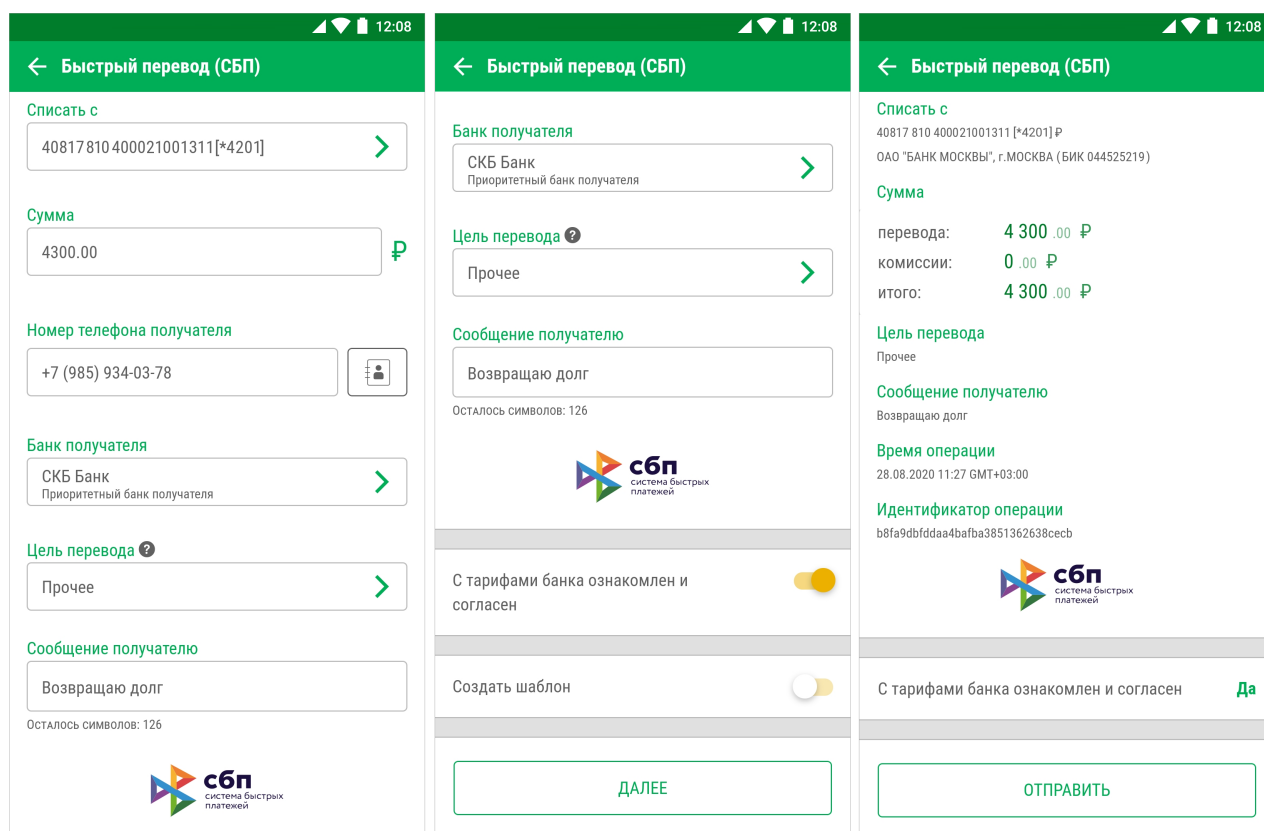 12:08
Быстрый перевод (СБП)
Списать с
40817 810 400021001311 [*4201]
Сумма
4300.00
₽
Номер телефона получателя
+7 (985) 934-03-78
Банк получателя
СКБ Банк
Приоритетный банк получателя
Цель перевода ?
Прочее
Сообщение получателю
Возвращаю долг
Осталось символов: 126
сбп
система быстрых
платежей
12:08
Быстрый перевод (СБП)
Банк получателя
СКБ Банк
Приоритетный банк получателя
Цель перевода ?
Прочее
Сообщение получателю
Возвращаю долг
Осталось символов: 126
сбп
система быстрых
платежей
С тарифами банка ознакомлен и
согласен
Создать шаблон
ДАЛЕЕ
12:08
Быстрый перевод (СБП)
Списать с
40817 810 400021001311 [*4201] ₽
ОАО "БАНК МОСКВЫ", г.МОСКВА (БИК 044525219)
Сумма
перевода: 4 300 .00 ₽
комиссии: 0 .00 ₽
итого: 4 300 .00 ₽
Цель перевода
Прочее
Сообщение получателю
Возвращаю долг
Время операции
28.08.2020 11:27 GMT+03:00
Идентификатор операции
b8fa9dbfddaa4bafba3851362638cecb
сбп
система быстрых
платежей
С тарифами банка ознакомлен и согласен Да
ОТПРАВИТЬ